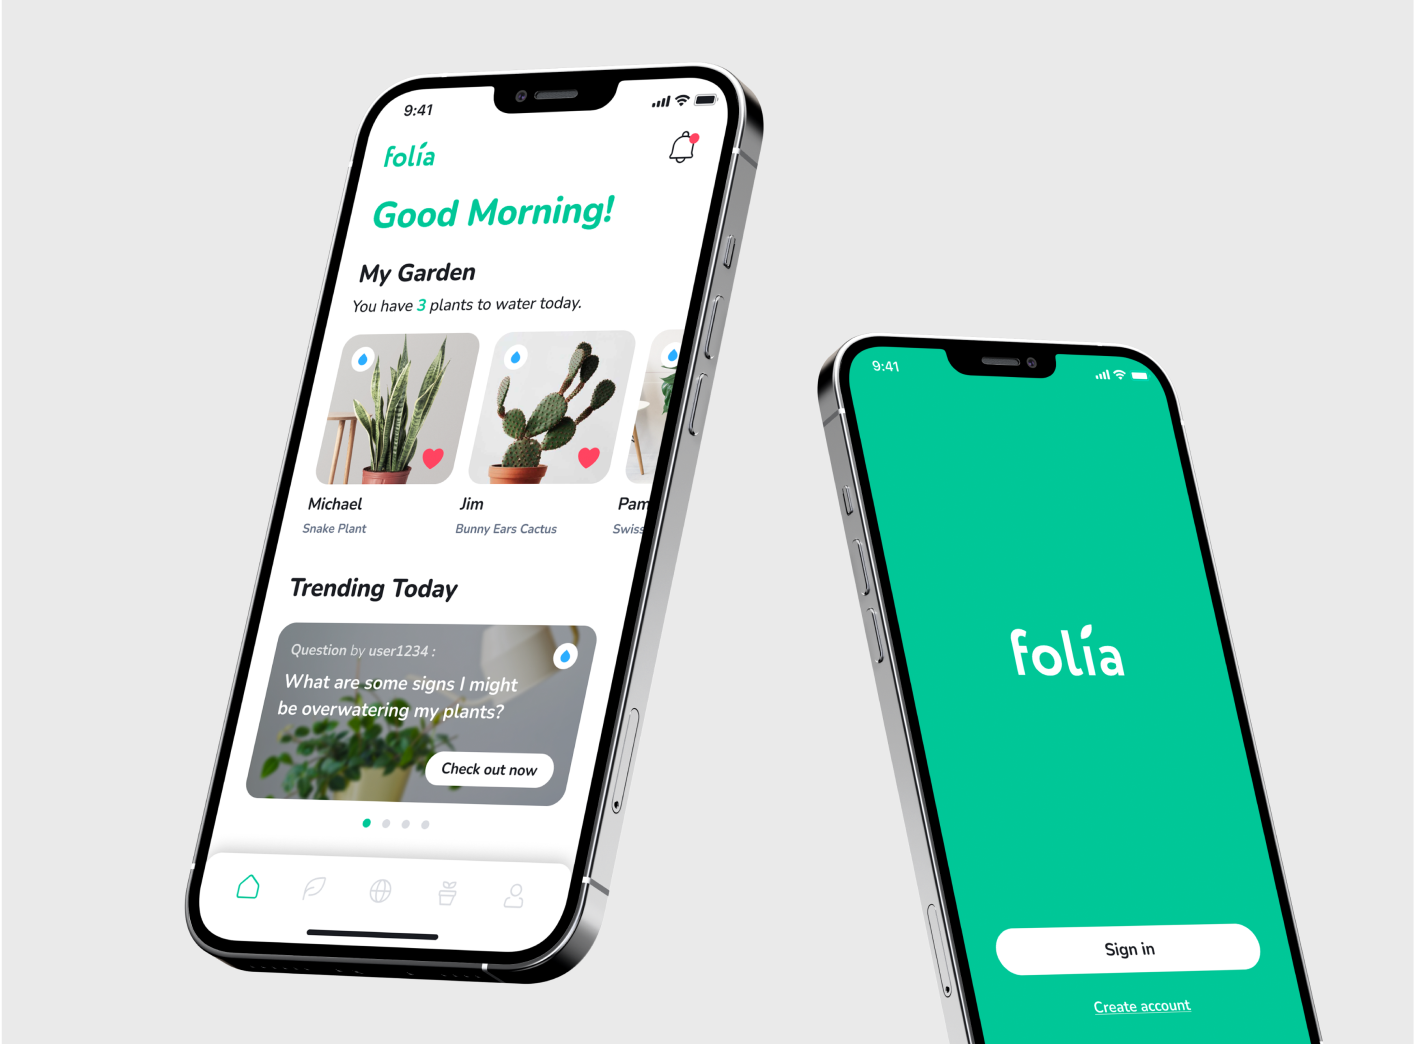 9:41
folía
Good Morning!
My Garden
You have 3 plants to water today.
Michael
Snake Plant
Jim
Bunny Ears Cactus
Pam
Swiss
Trending Today
Question by user1234 :
What are some signs I might
be overwatering my plants?
Check out now
9:41
folía
Sign in
Create account